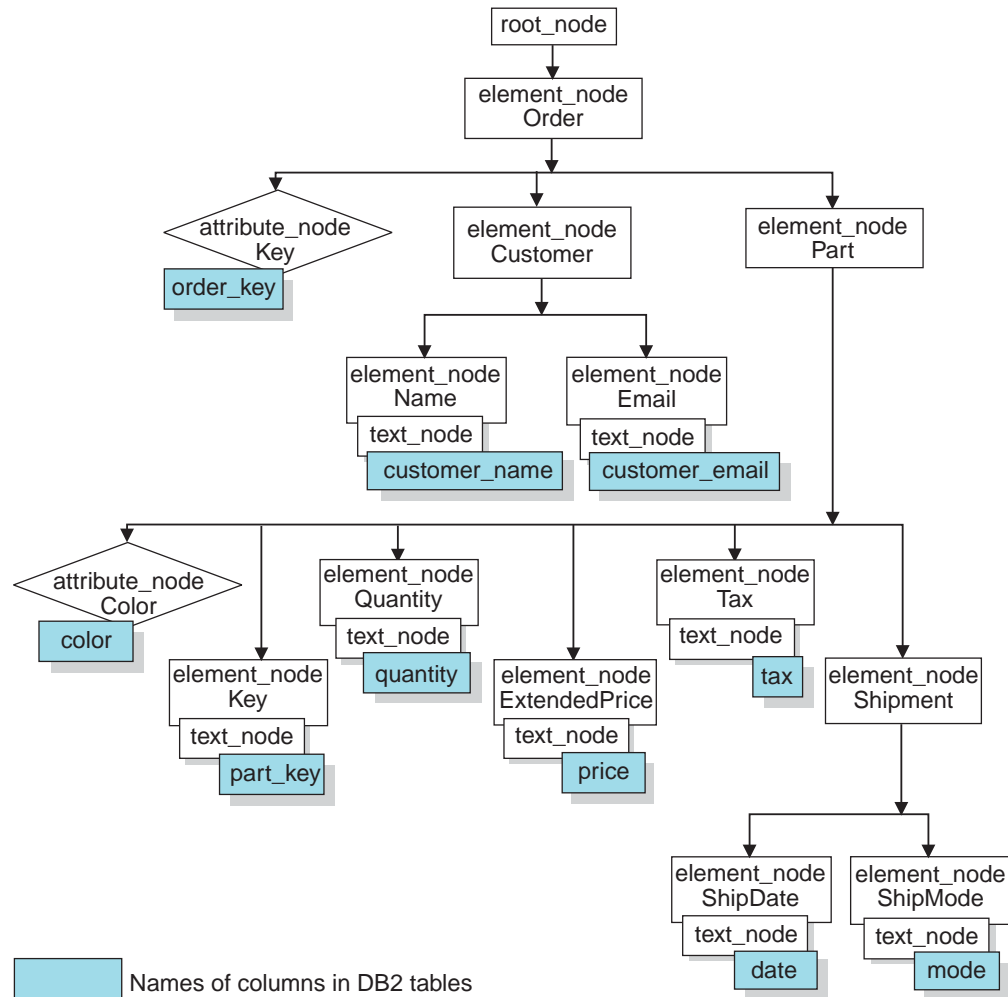 root_node
element_node
Order
attribute_node
Key
order_key
element_node
Customer
element_node
Part
element_node
Name
text_node
customer_name
element_node
Email
text_node
customer_email
attribute_node
Color
color
element_node
Key
text_node
part_key
element_node
Quantity
text_node
quantity
element_node
ExtendedPrice
text_node
price
element_node
Tax
text_node
tax
element_node
Shipment
element_node
ShipDate
text_node
date
element_node
ShipMode
text_node
mode
Names of columns in DB2 tables